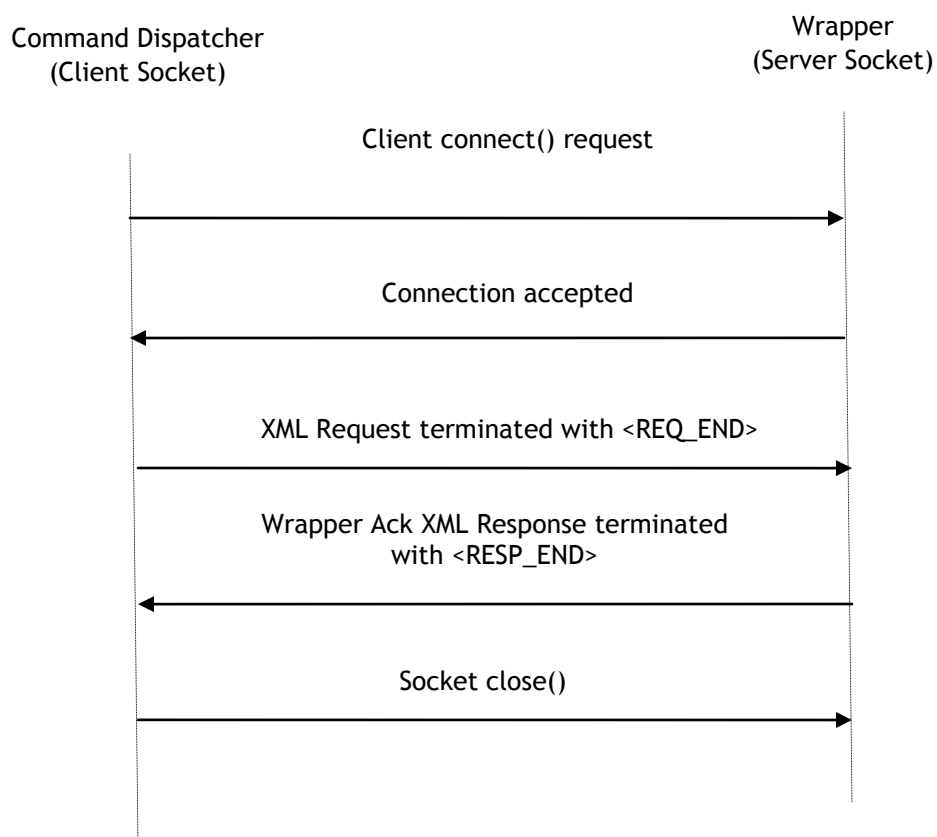 Command Dispatcher
(Client Socket)
Wrapper
(Server Socket)
Client connect() request
Connection accepted
XML Request terminated with <REQ_END>
Wrapper Ack XML Response terminated
with <RESP_END>
Socket close()